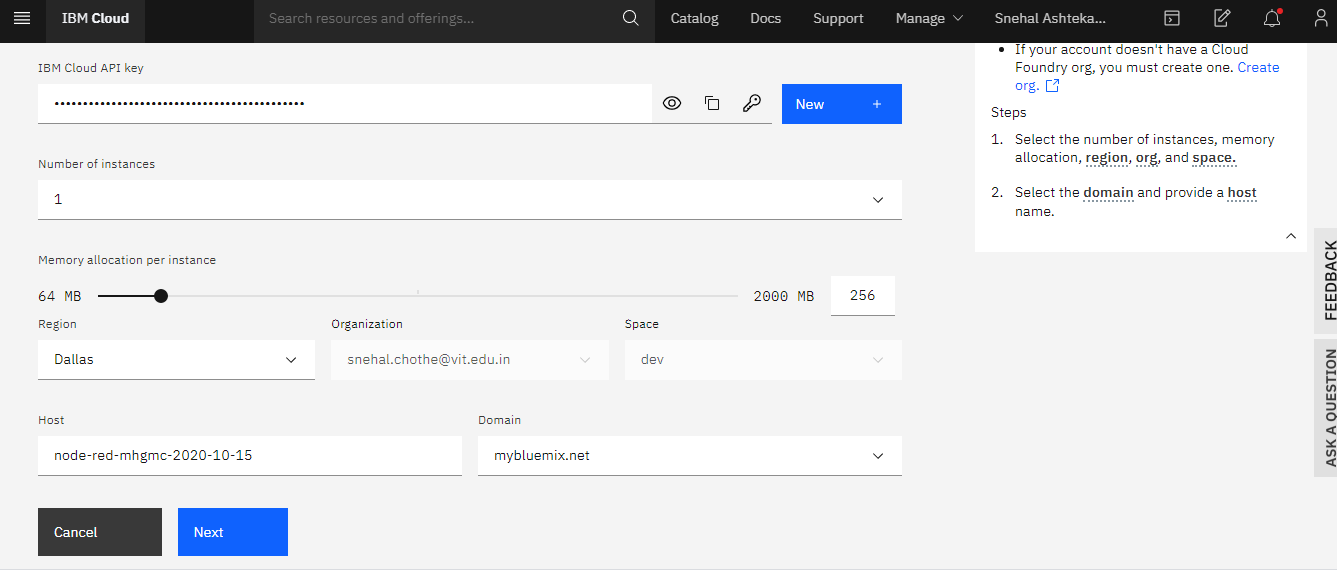 IBM Cloud
Search resources and offerings...
Catalog
Docs
Support
Manage
Snehal Ashteka...
IBM Cloud API key
••••••••••••••••••••••••••••••••••••••••••••
New +
Number of instances
1
Memory allocation per instance
64 MB
2000 MB
256
Region
Organization
Space
Dallas
snehal.chothe@vit.edu.in
dev
Host
Domain
node-red-mhgmc-2020-10-15
mybluemix.net
Cancel
Next
• If your account doesn't have a Cloud
Foundry org, you must create one. Create
org.
Steps
1. Select the number of instances, memory
allocation, region, org, and space.
2. Select the domain and provide a host
name.
FEEDBACK
ASK A QUESTION